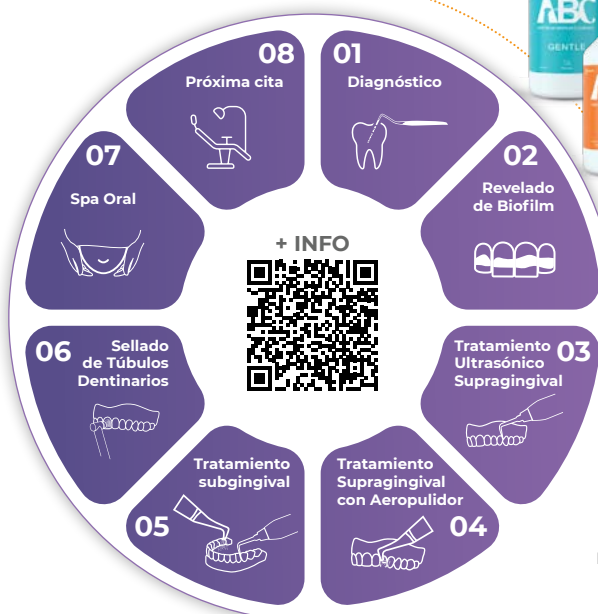 ABC
GENTLE
01
Diagnóstico
02
Revelado
de Biofilm
03
Tratamiento
Ultrasónico
Supragingival
04
Tratamiento
Supragingival
con Aeropulidor
05
Tratamiento
subgingival
06
Sellado
de Túbulos
Dentinarios
07
Spa Oral
08
Próxima cita
+ INFO